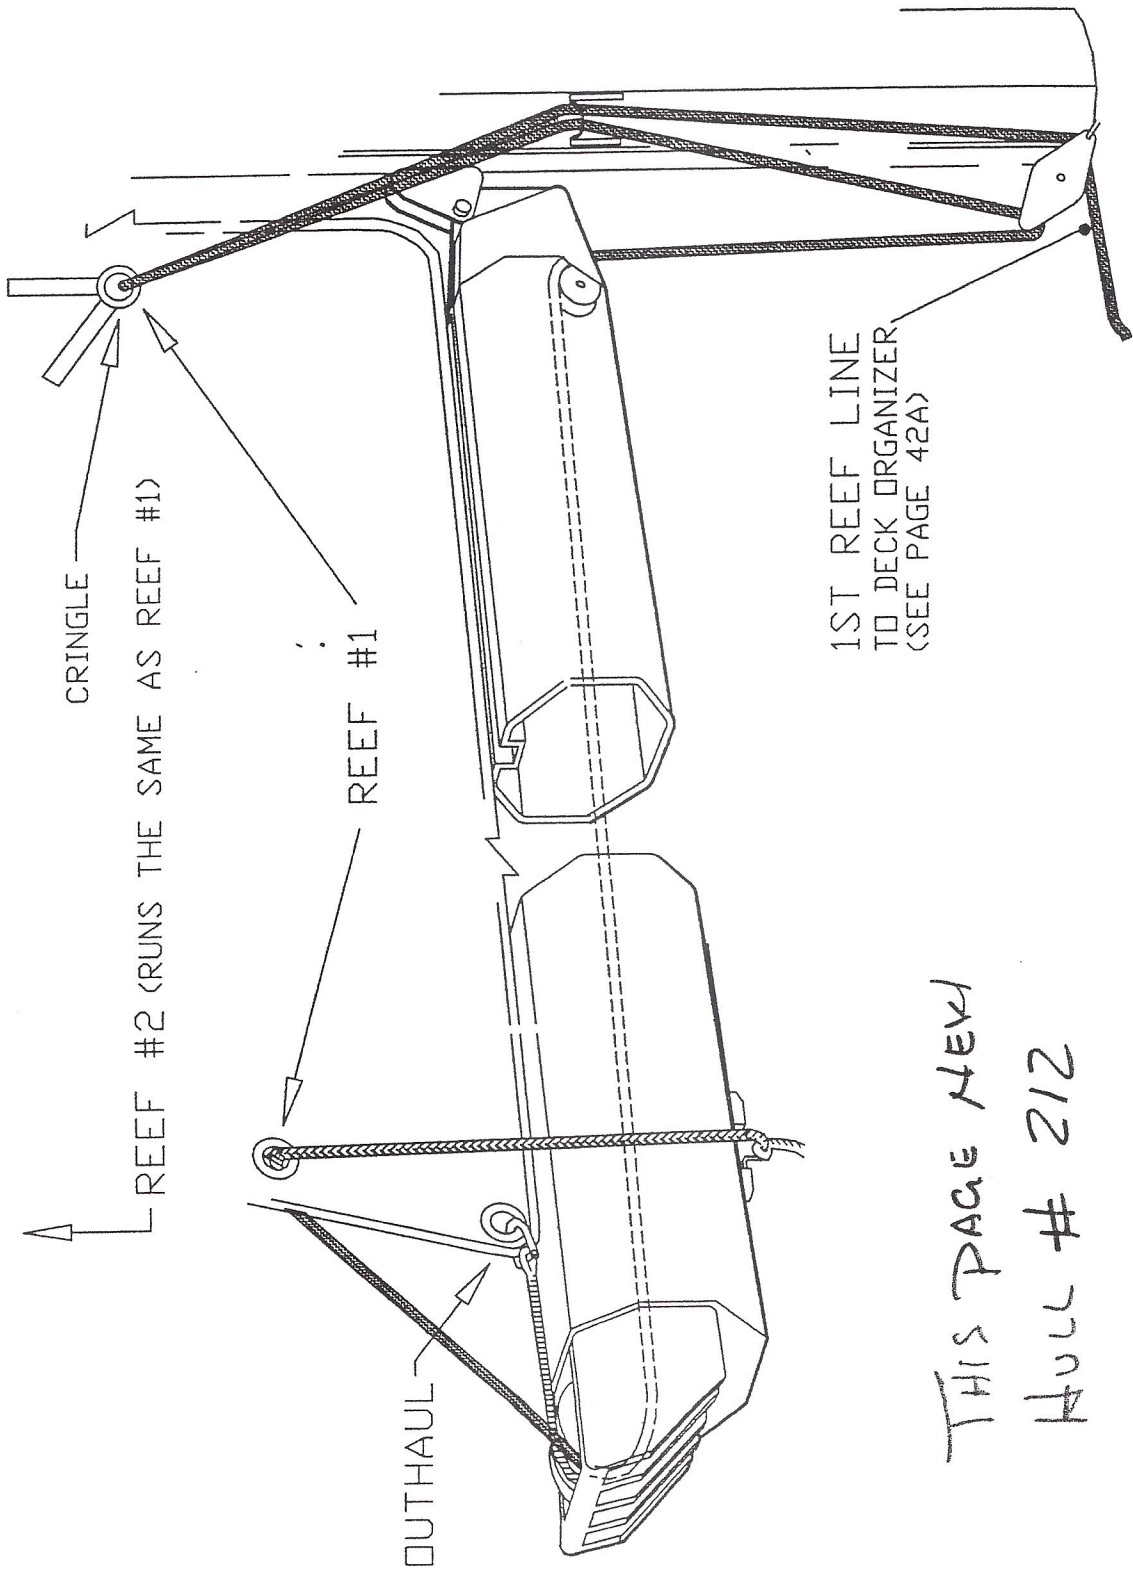 CRINGLE
REEF #2 (RUNS THE SAME AS REEF #1)
REEF #1
OUTHAUL
1ST REEF LINE
TO DECK ORGANIZER
(SEE PAGE 42A)
THIS PAGE NEW
HULL # 212